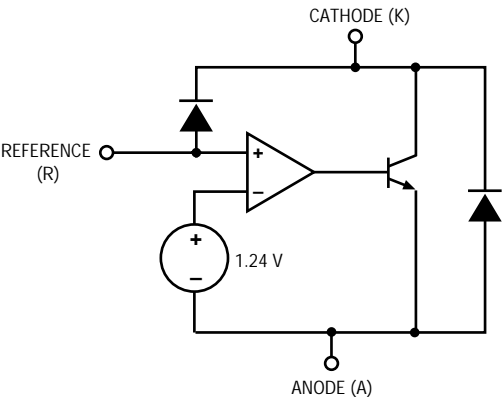 CATHODE (K)
REFERENCE
(R)
+
–
+
–
1.24 V
ANODE (A)